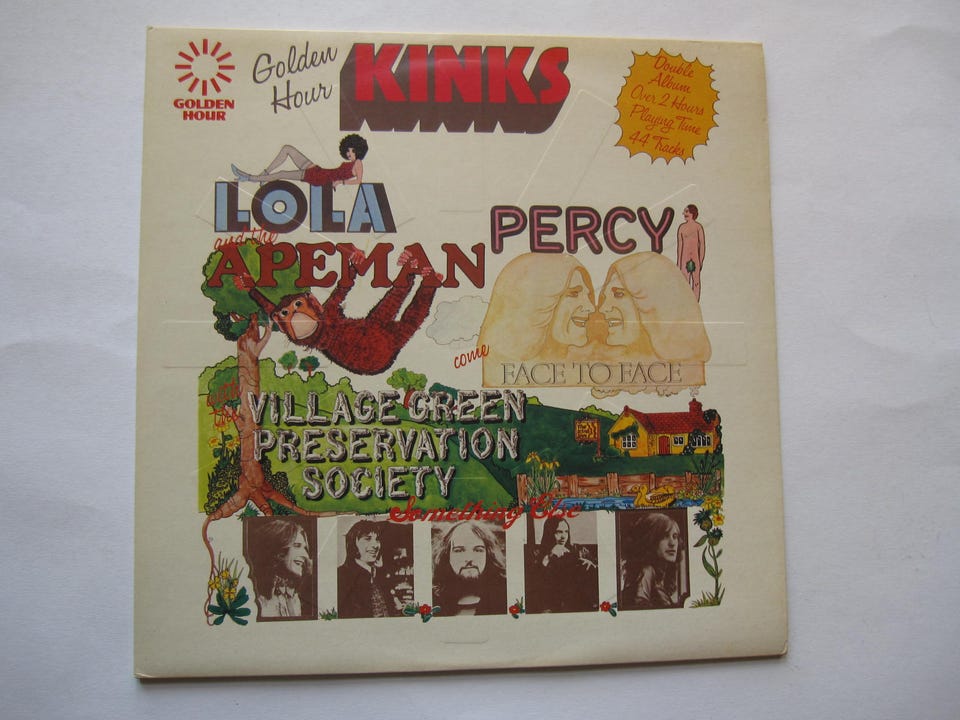 GOLDEN
HOUR
Golden
Hour
KINKS
Double
Album
Over 2 Hours
Playing Time
44 Tracks
LOLA
and the
APEMAN
PERCY
come
FACE TO FACE
VILLAGE GREEN
PRESERVATION
SOCIETY
Something Else